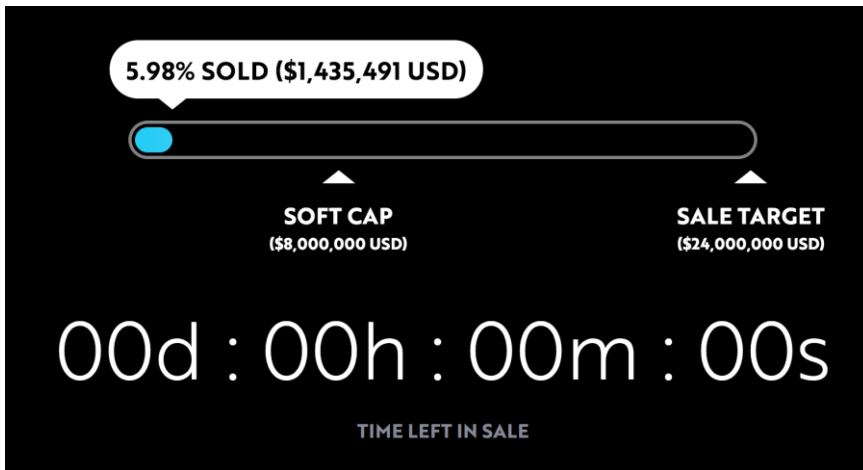 5.98% SOLD ($1,435,491 USD)
SOFT CAP
($8,000,000 USD)
SALE TARGET
($24,000,000 USD)
00d : 00h : 00m : 00s
TIME LEFT IN SALE